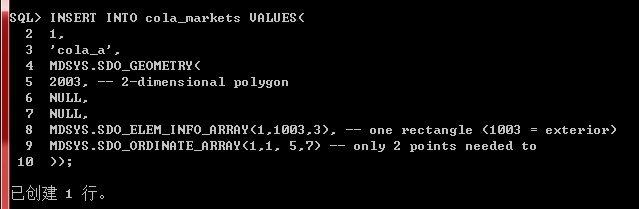 SQL> INSERT INTO cola_markets VALUES(
2 1,
3 'cola_a',
4 MDSYS.SDO_GEOMETRY(
5 2003, -- 2-dimensional polygon
6 NULL,
7 NULL,
8 MDSYS.SDO_ELEM_INFO_ARRAY(1,1003,3), -- one rectangle (1003 = exterior)
9 MDSYS.SDO_ORDINATE_ARRAY(1,1, 5,7) -- only 2 points needed to
10 ));
已创建 1 行。